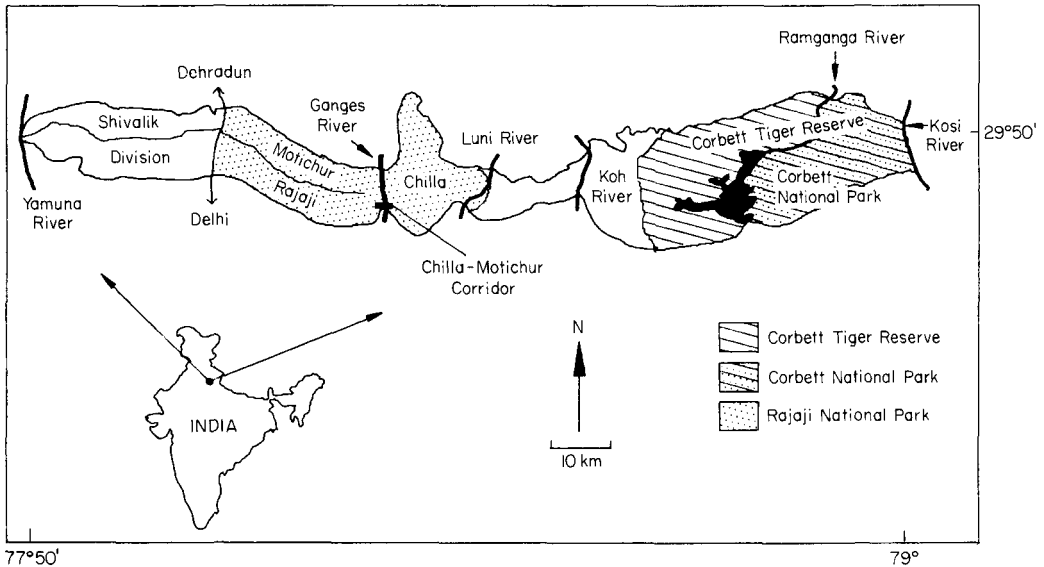 Ramganga River
Dehradun
Ganges
River
Shivalik
Division
Motichur
Rajaji
Chilla
Luni River
Koh
River
Corbett Tiger Reserve
Corbett
National Park
Kosi
River
29°50'
Yamuna
River
Delhi
Chilla-Motichur
Corridor
INDIA
N
10 km
Corbett Tiger Reserve
Corbett National Park
Rajaji National Park
77°50'
79°